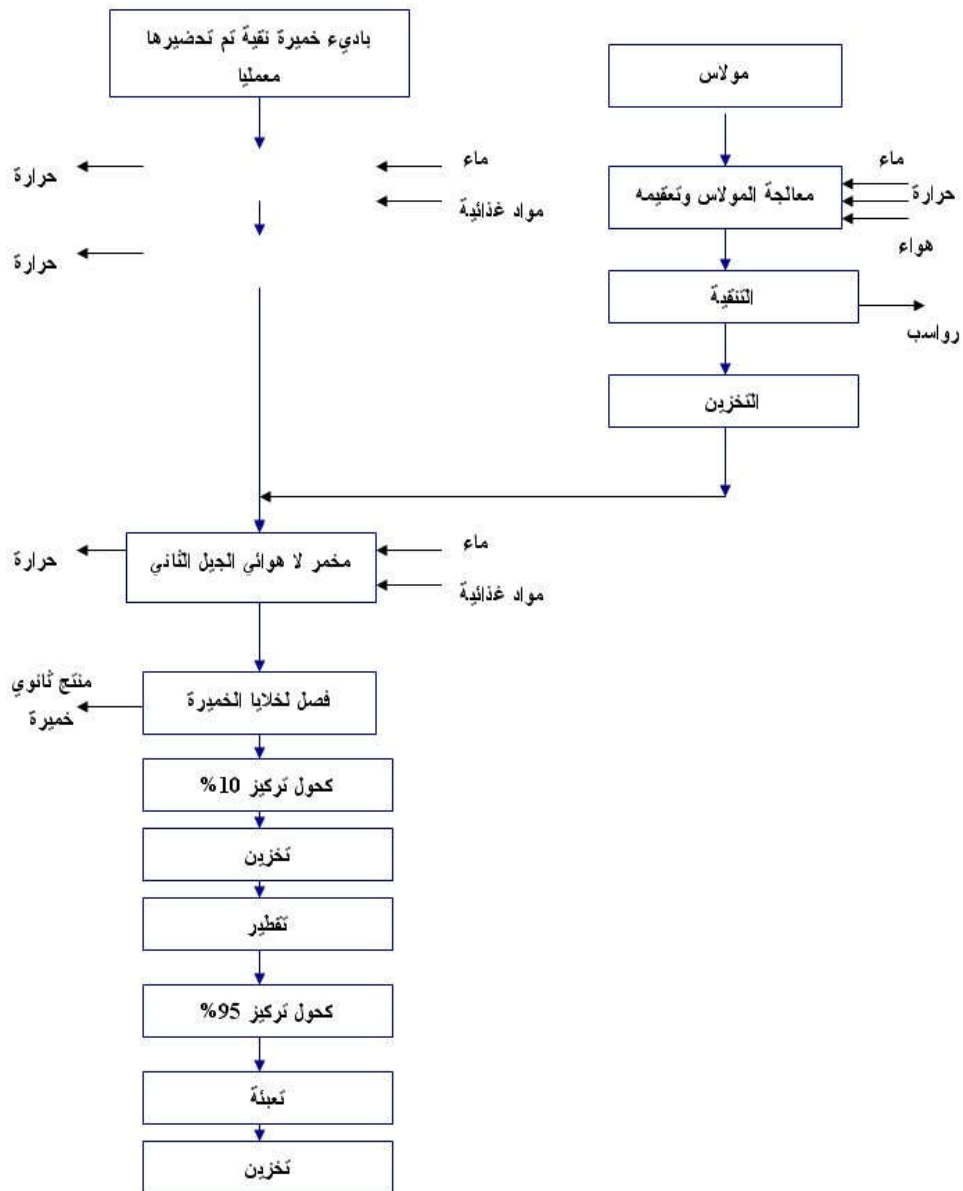 باديء خميرة نقية تم تحضيرها
معمليا
مولاس
حرارة
ماء
مواد غذائية
حرارة
ماء
حرارة
هواء
معالجة المولاس وتعقيمه
التنقية
رواسب
التخزين
مخمر لا هوائي الجيل الثاني
حرارة
ماء
مواد غذائية
فصل لخلايا الخميرة
منتج ثانوي
خميرة
كحول تركيز 10%
تخزين
تقطير
كحول تركيز 95%
تعبئة
تخزين